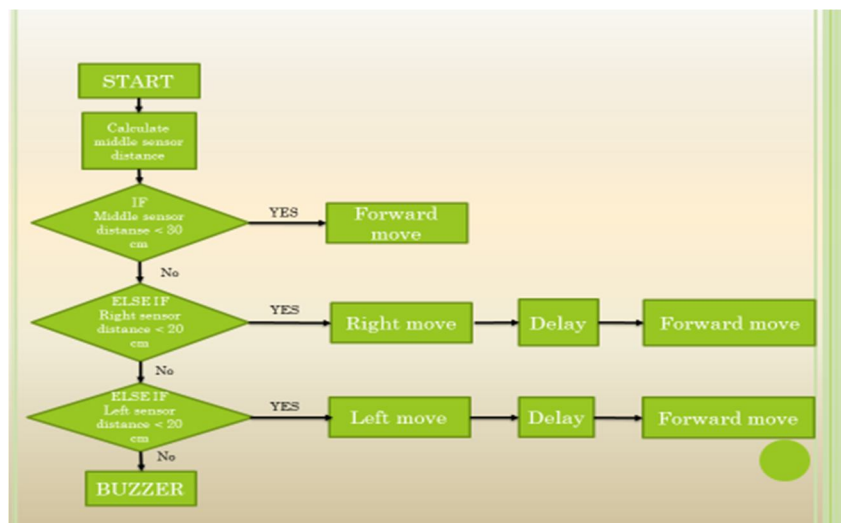 START
Calculate
middle sensor
distance
IF
Middle sensor
distanse < 30
cm
YES
Forward
move
No
ELSE IF
Right sensor
distance < 20
cm
YES
Right move
Delay
Forward move
No
ELSE IF
Left sensor
distance < 20
cm
YES
Left move
Delay
Forward move
No
BUZZER